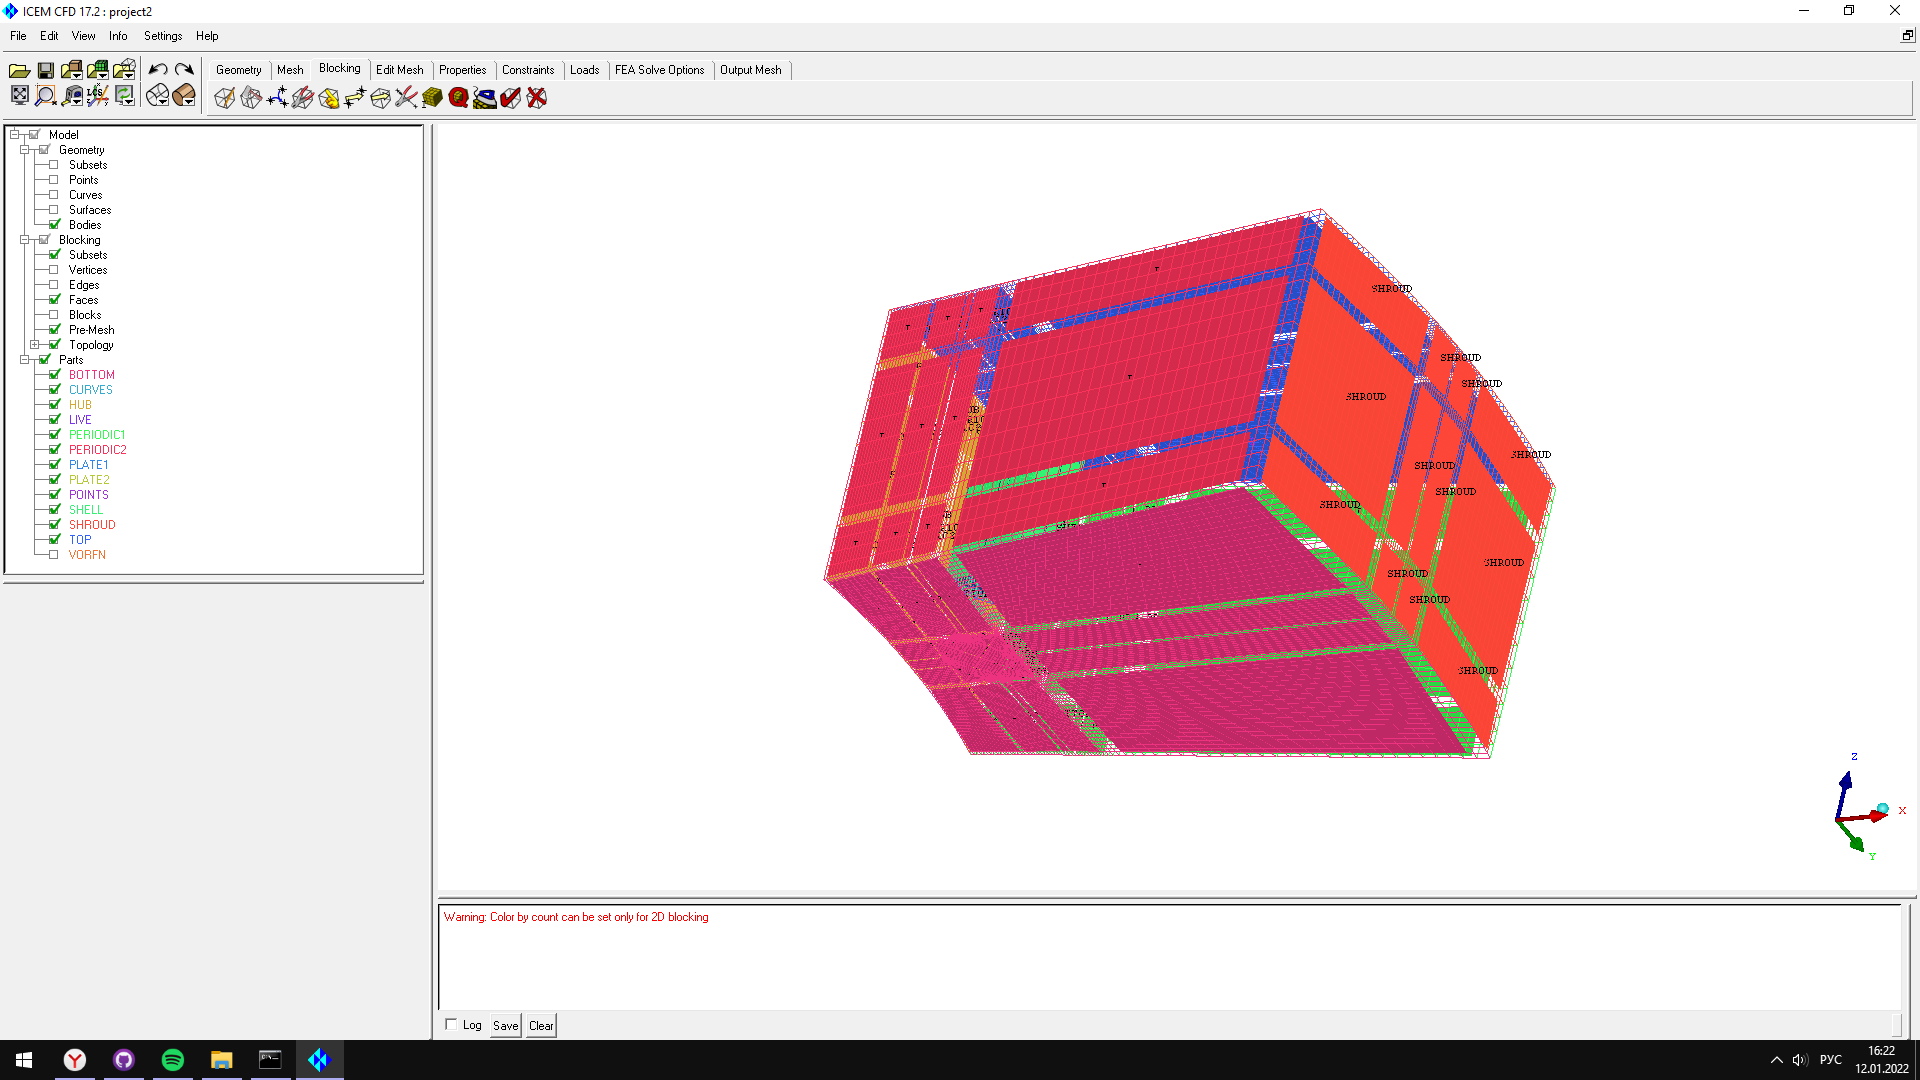 ICEM CFD 17.2 : project2
File Edit View Info Settings Help
Geometry Mesh Blocking Edit Mesh Properties Constraints Loads FEA Solve Options Output Mesh
LCS
Model
Geometry
Subsets
Points
Curves
Surfaces
Bodies
Blocking
Subsets
Vertices
Edges
Faces
Blocks
Pre-Mesh
Topology
Parts
BOTTOM
CURVES
HUB
LIVE
PERIODIC1
PERIODIC2
PLATE1
PLATE2
POINTS
SHELL
SHROUD
TOP
VORFN
SHROUD
SHROUD
SHROUD
SHROUD
SHROUD
SHROUD
SHROUD
SHROUD
SHROUD
SHROUD
SHROUD
SHROUD
Z
X
Y
Warning: Color by count can be set only for 2D blocking
Log Save Clear
РУС
16:22
12.01.2022